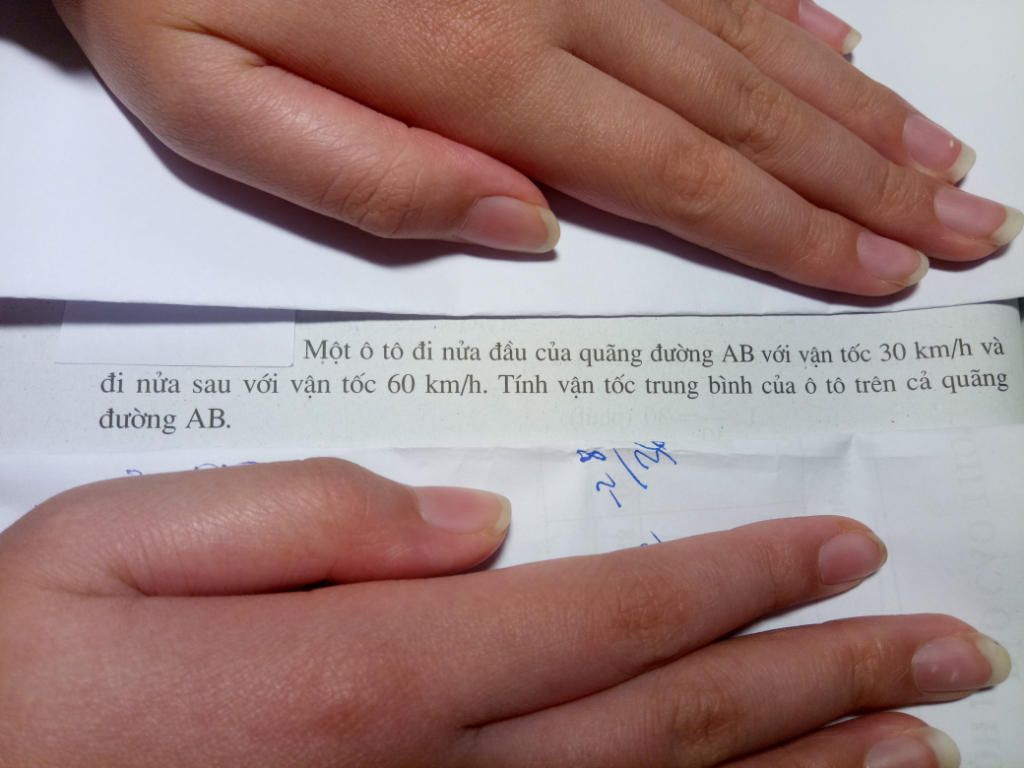 Một ô tô đi nửa đầu của quãng đường AB với vận tốc 30 km/h và
đi nửa sau với vận tốc 60 km/h. Tính vận tốc trung bình của ô tô trên cả quãng
đường AB.